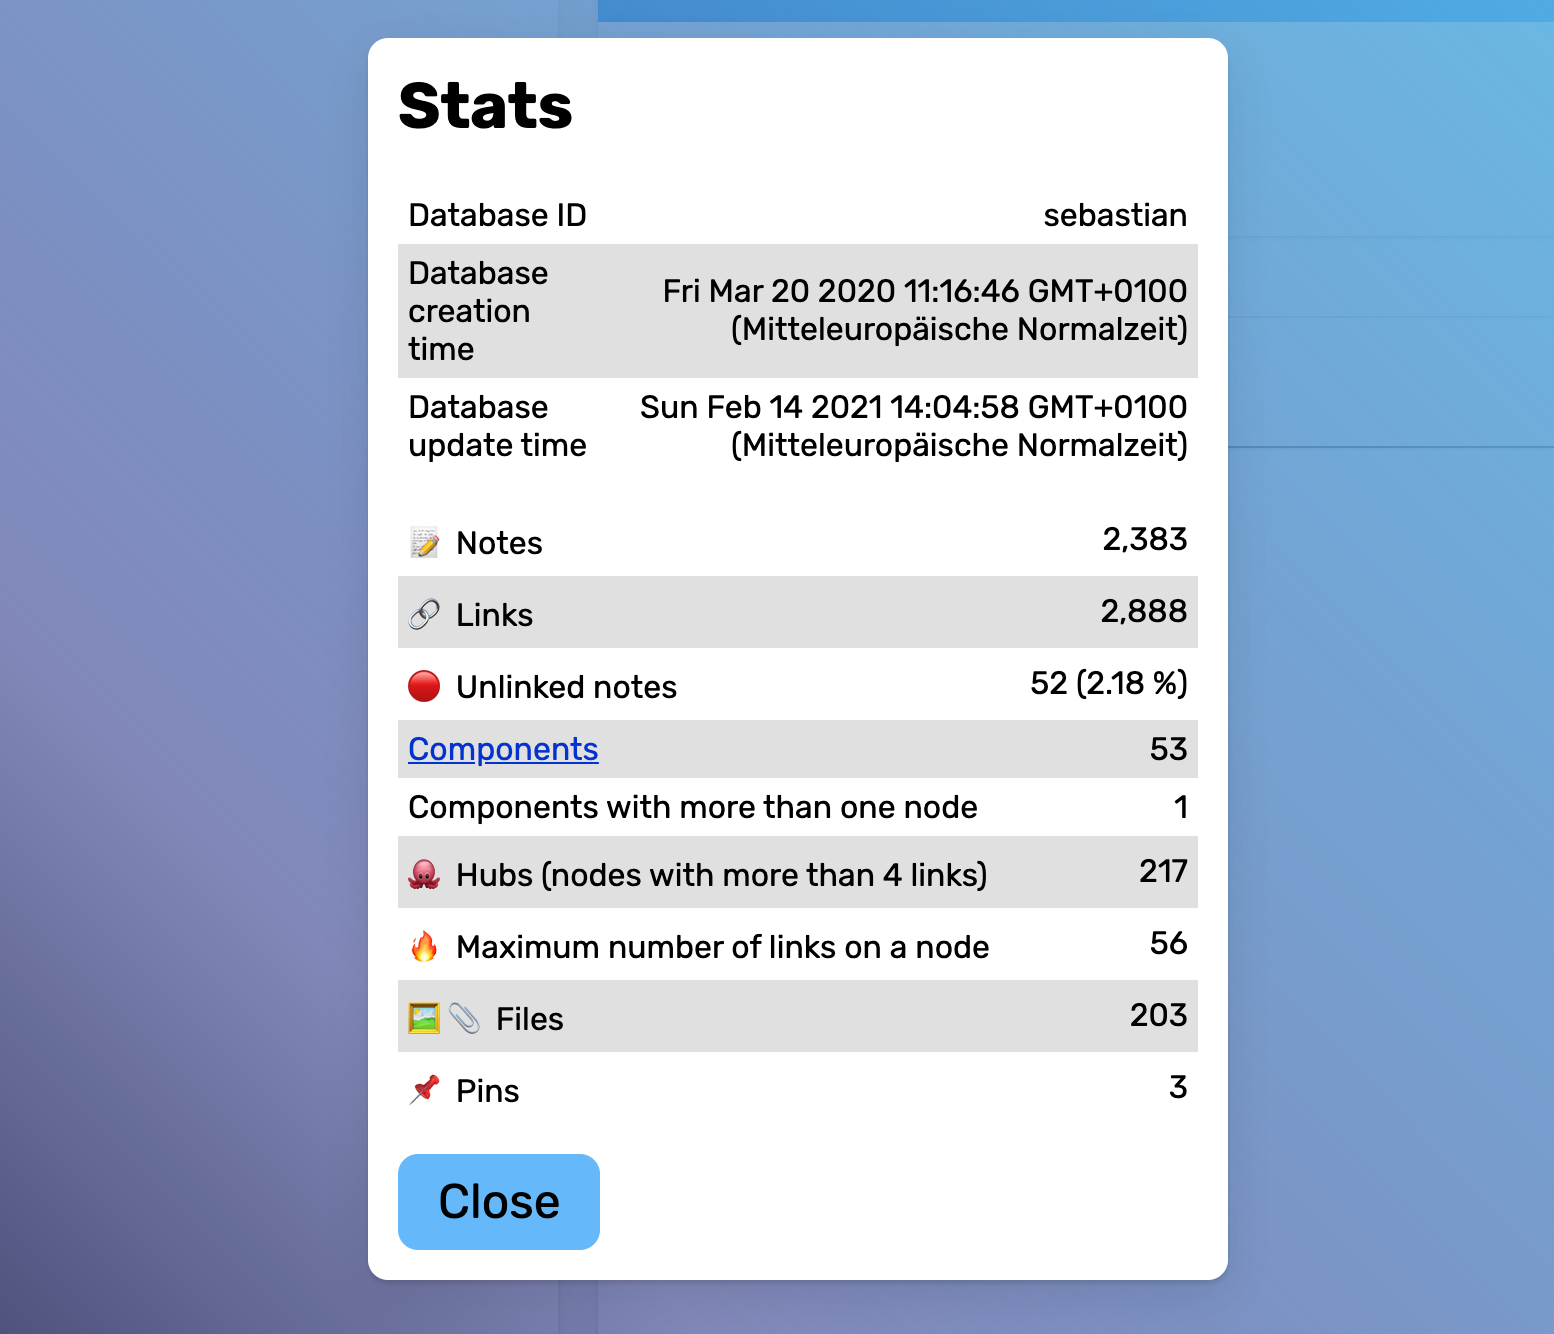 Stats
Database ID sebastian
Database creation time Fri Mar 20 2020 11:16:46 GMT+0100 (Mitteleuropäische Normalzeit)
Database update time Sun Feb 14 2021 14:04:58 GMT+0100 (Mitteleuropäische Normalzeit)
Notes 2,383
Links 2,888
Unlinked notes 52 (2.18 %)
Components 53
Components with more than one node 1
Hubs (nodes with more than 4 links) 217
Maximum number of links on a node 56
Files 203
Pins 3
Close